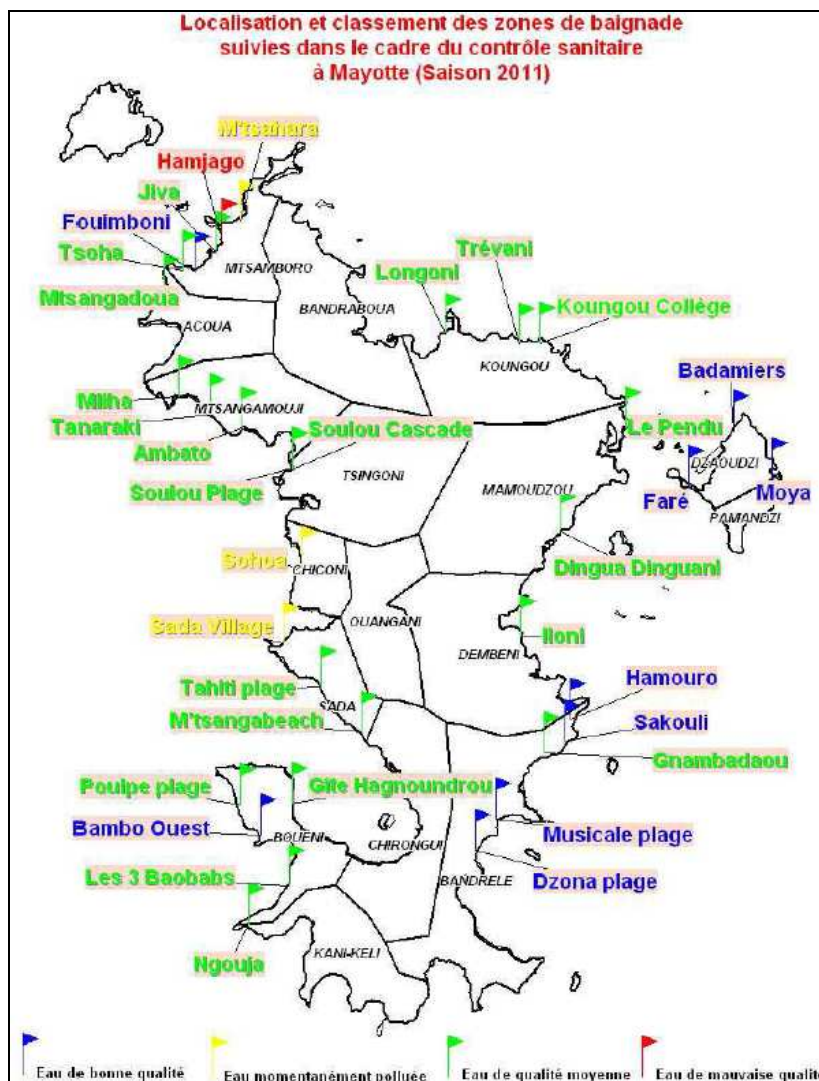 Localisation et classement des zones de baignade
suivies dans le cadre du contrôle sanitaire
à Mayotte (Saison 2011)
M'tsahara
Hamjago
Jiva
Fouimboni
Tsoha
Mtsangadoua
MTSAMBORO
BANDRABOUA
ACOUA
Longoni
Trévani
Koungou Collège
KOUNGOU
Badamiers
Miliha
MTSANGAMOUJI
Tanaraki
Ambato
Soulou Cascade
Soulou Plage
Le Pendu
DZAOUDZI
Faré
Moya
PAMANDZI
TSINGONI
MAMOUDZOU
Dingua Dinguani
Sohoa
CHICONI
Sada Village
OUANGANI
Iloni
DEMBENI
Tahiti plage
SADA
M'tsangabeach
Hamouro
Sakouli
Gnambadaou
Poulpe plage
Gite Hagnoundrou
Bambo Ouest
BOUENI
@
CHIRONGUI
Musicale plage
Les 3 Baobabs
BANDRELE
Dzona plage
Ngouja
KANI-KELI
Eau de bonne qualité
Eau momentanément polluée
Eau de qualité moyenne
Eau de mauvaise qualité